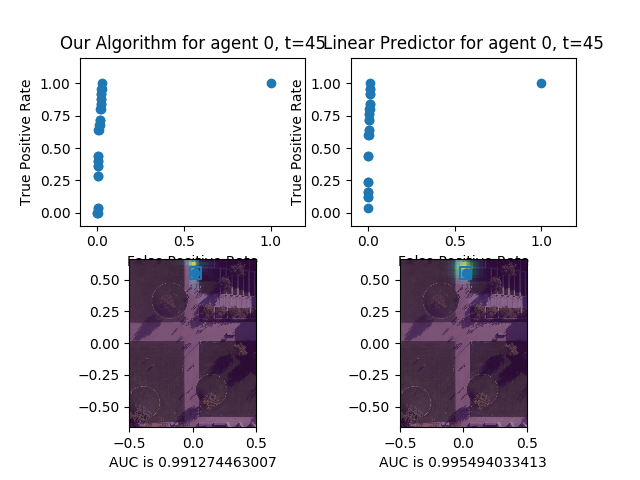 Our Algorithm for agent 0, t=45
Linear Predictor for agent 0, t=45
True Positive Rate
1.00
0.75
0.50
0.25
0.00
0.0 0.5 1.0
False Positive Rate
True Positive Rate
1.00
0.75
0.50
0.25
0.00
0.0 0.5 1.0
False Positive Rate
0.50
0.25
0.00
−0.25
−0.50
−0.5 0.0 0.5
AUC is 0.991274463007
0.50
0.25
0.00
−0.25
−0.50
−0.5 0.0 0.5
AUC is 0.995494033413